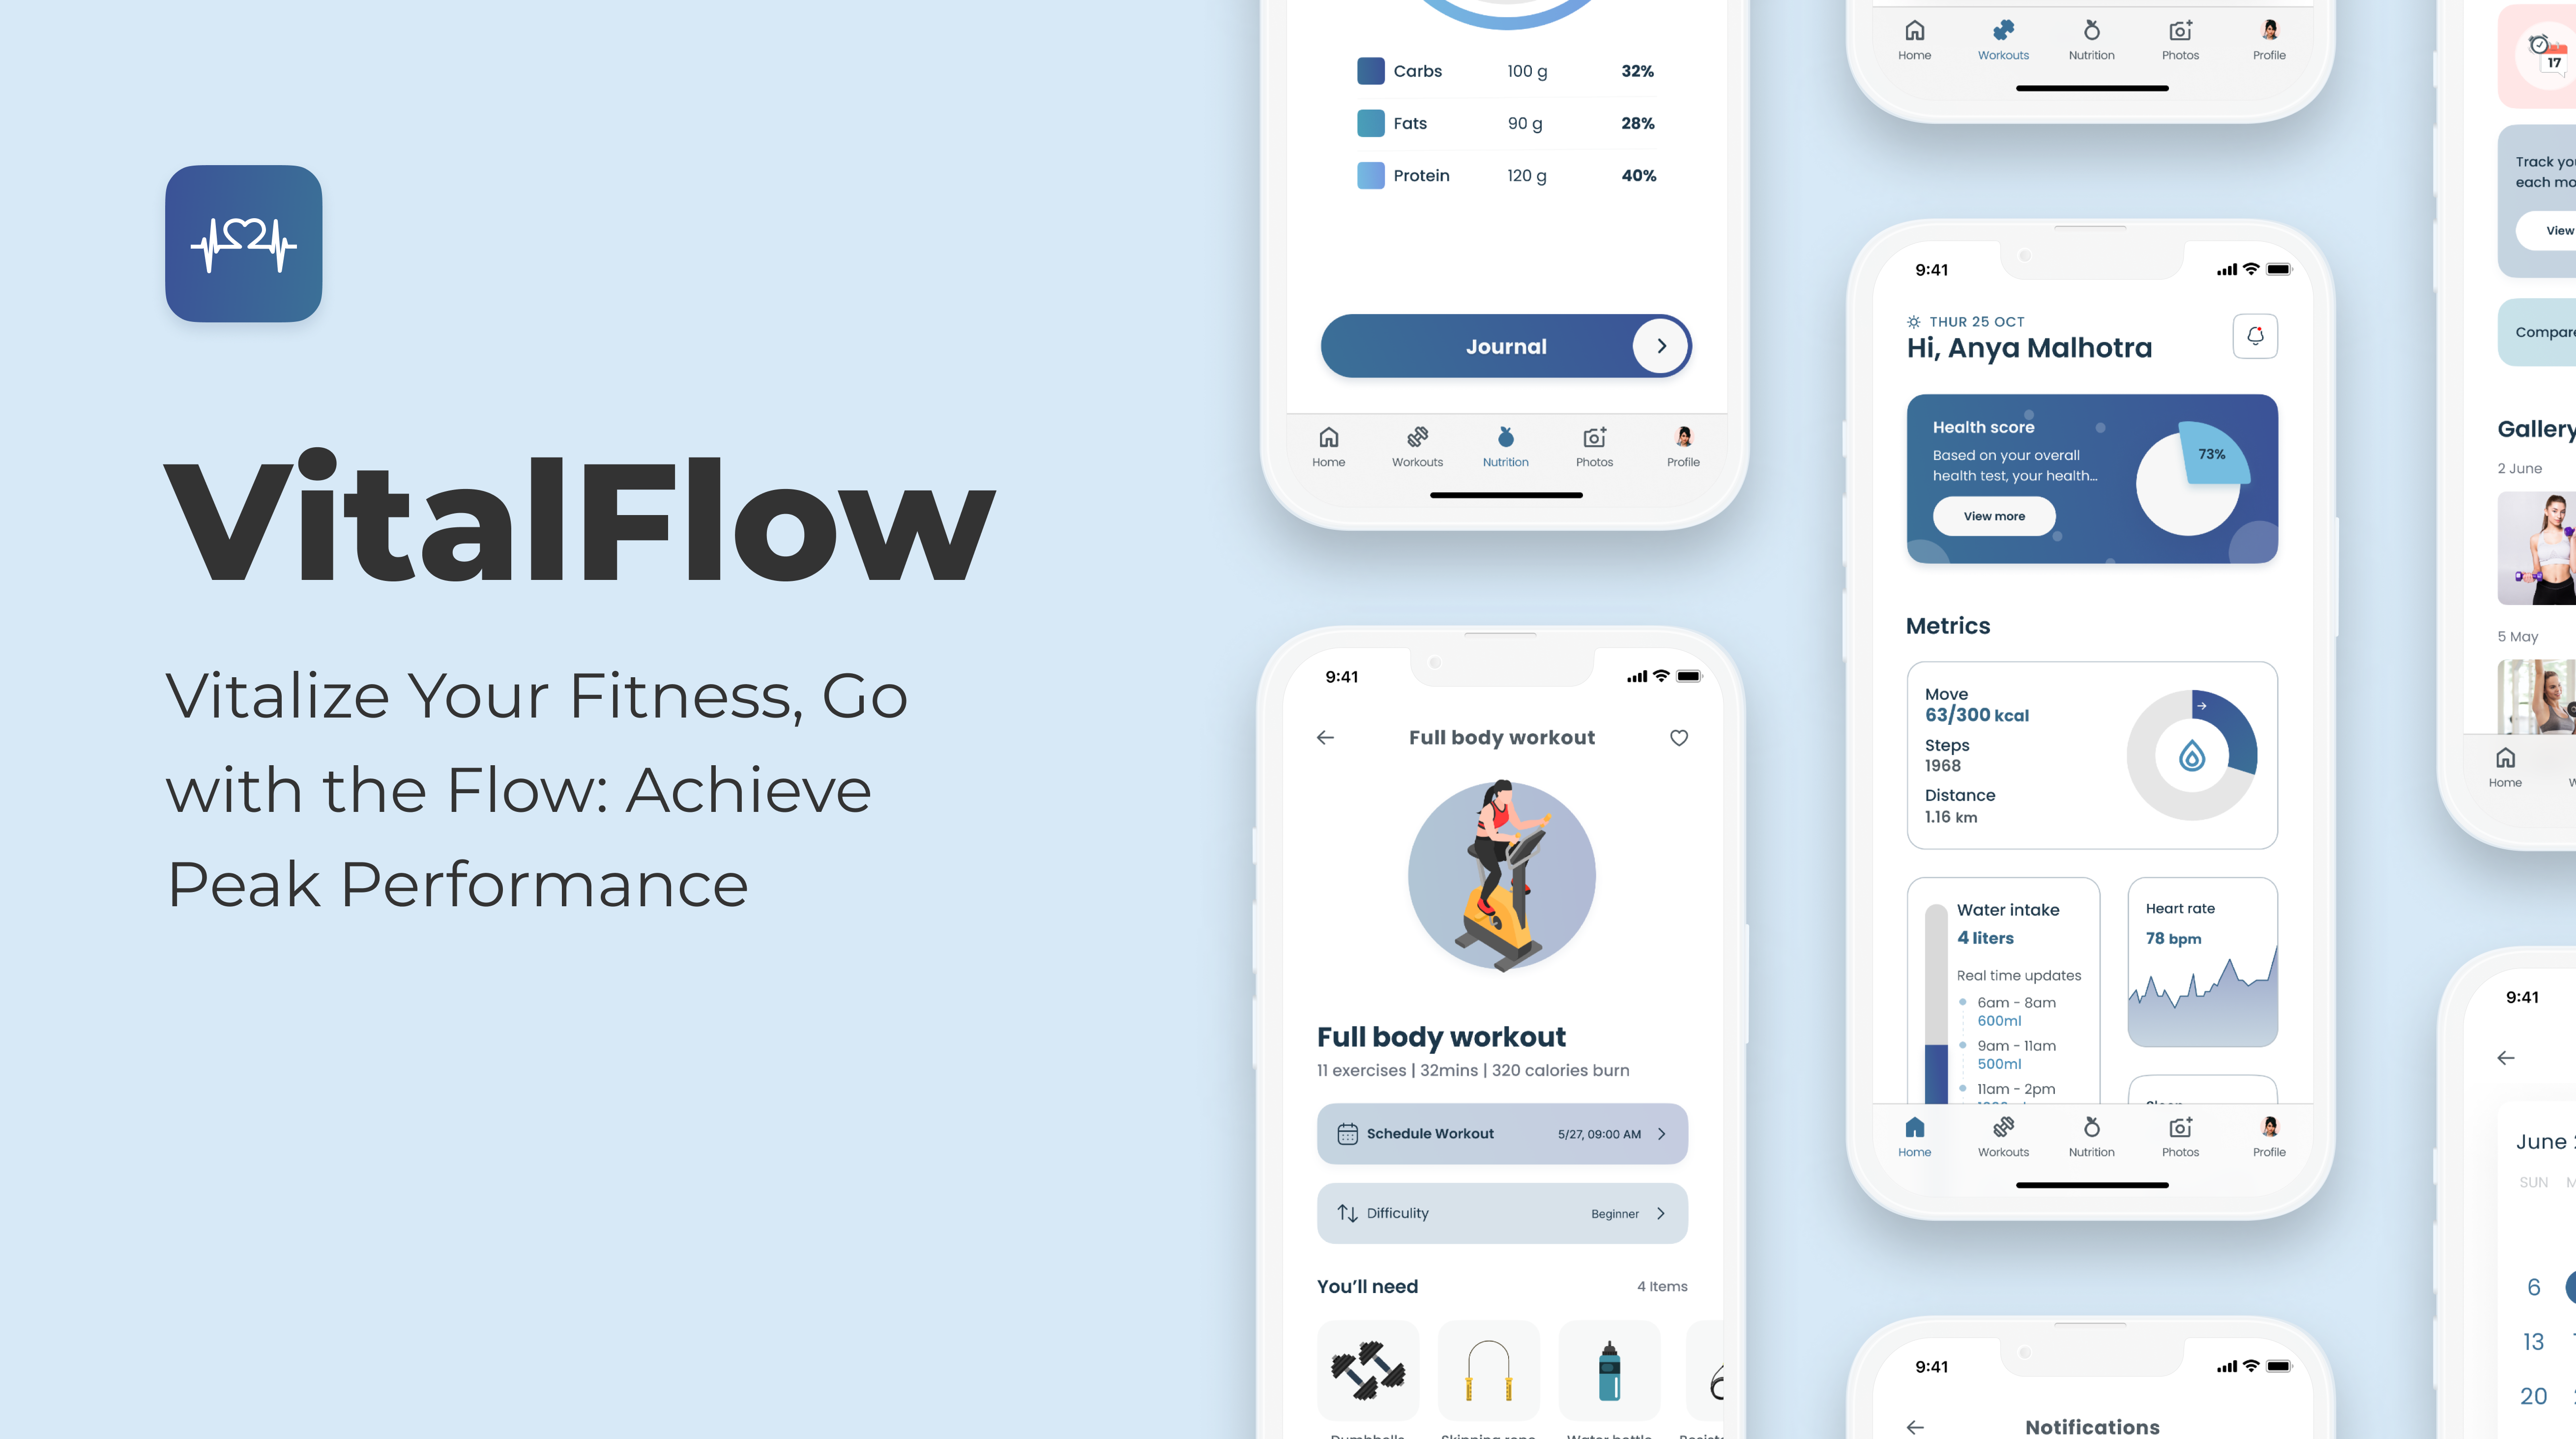 VitalFlow
Vitalize Your Fitness, Go
with the Flow: Achieve
Peak Performance
Carbs 100 g 32%
Fats 90 g 28%
Protein 120 g 40%
Journal
Home Workouts Nutrition Photos Profile
9:41
Full body workout
Full body workout
11 exercises | 32mins | 320 calories burn
Schedule Workout 5/27, 09:00 AM
Difficulity Beginner
You'll need 4 Items
Home Workouts Nutrition Photos Profile
9:41
THUR 25 OCT
Hi, Anya Malhotra
Health score
Based on your overall
health test, your health...
View more
73%
Metrics
Move
63/300 kcal
Steps
1968
Distance
1.16 km
Water intake
4 liters
Real time updates
6am - 8am
600ml
9am - 11am
500ml
11am - 2pm
Heart rate
78 bpm
Home Workouts Nutrition Photos Profile
9:41
Notifications
17
Track
each
View
Gallery
2 June
5 May
Home
9:41
June
SUN
6
13
20